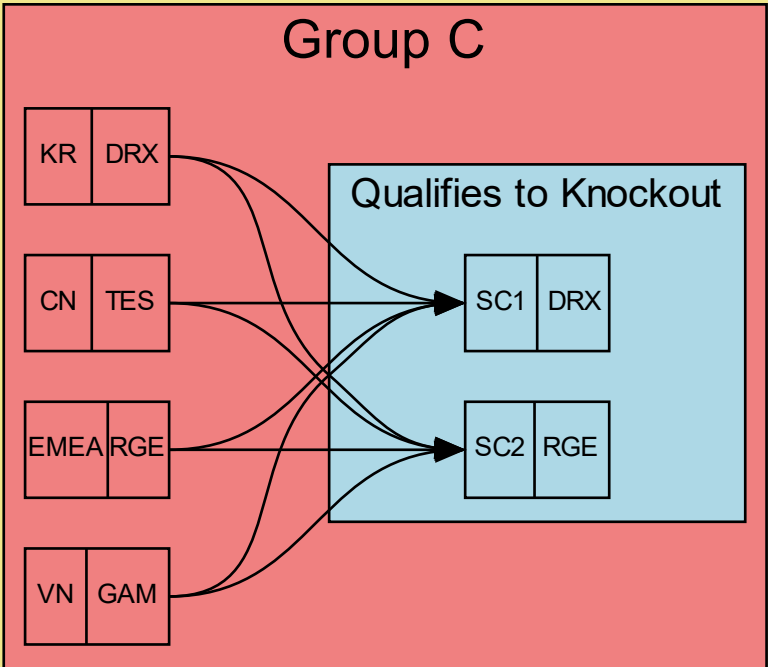 Group C
KR DRX
Qualifies to Knockout
CN TES
SC1 DRX
EMEA RGE
SC2 RGE
VN GAM